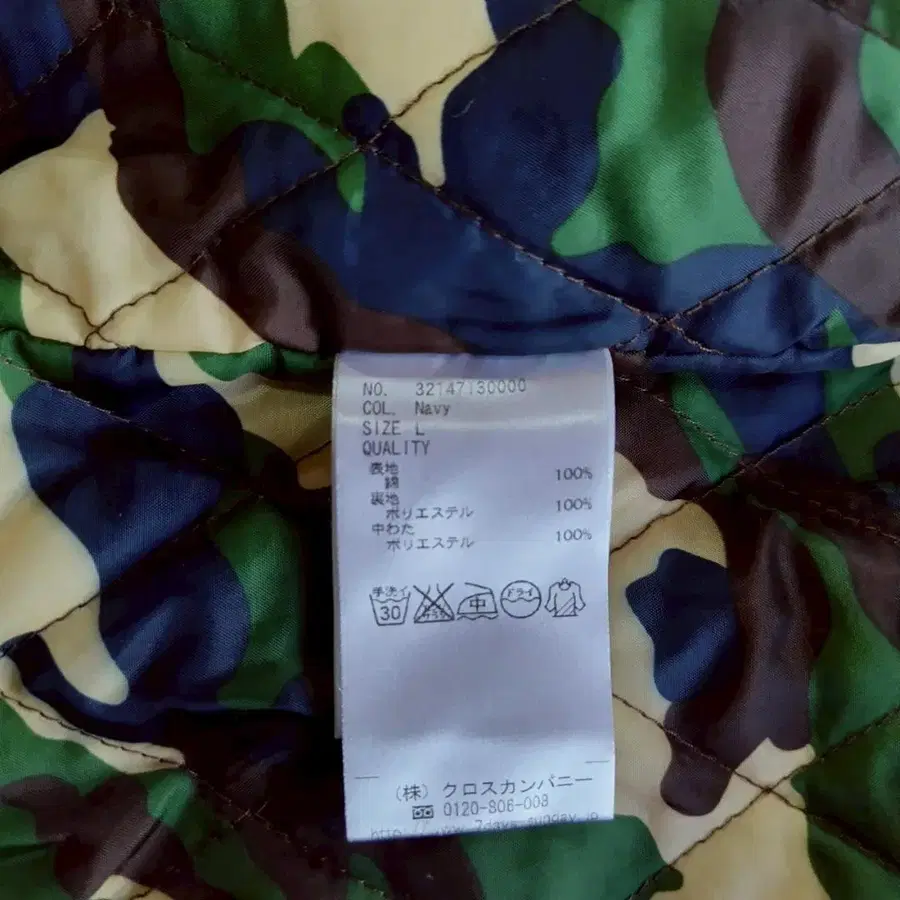 NO. 32147130000
COL. Navy
SIZE L
QUALITY
表地
綿 100%
裏地
ポリエステル 100%
中わた
ポリエステル 100%
手洗イ 30 中 ドライ
(株) クロスカンパニー
0120-806-008